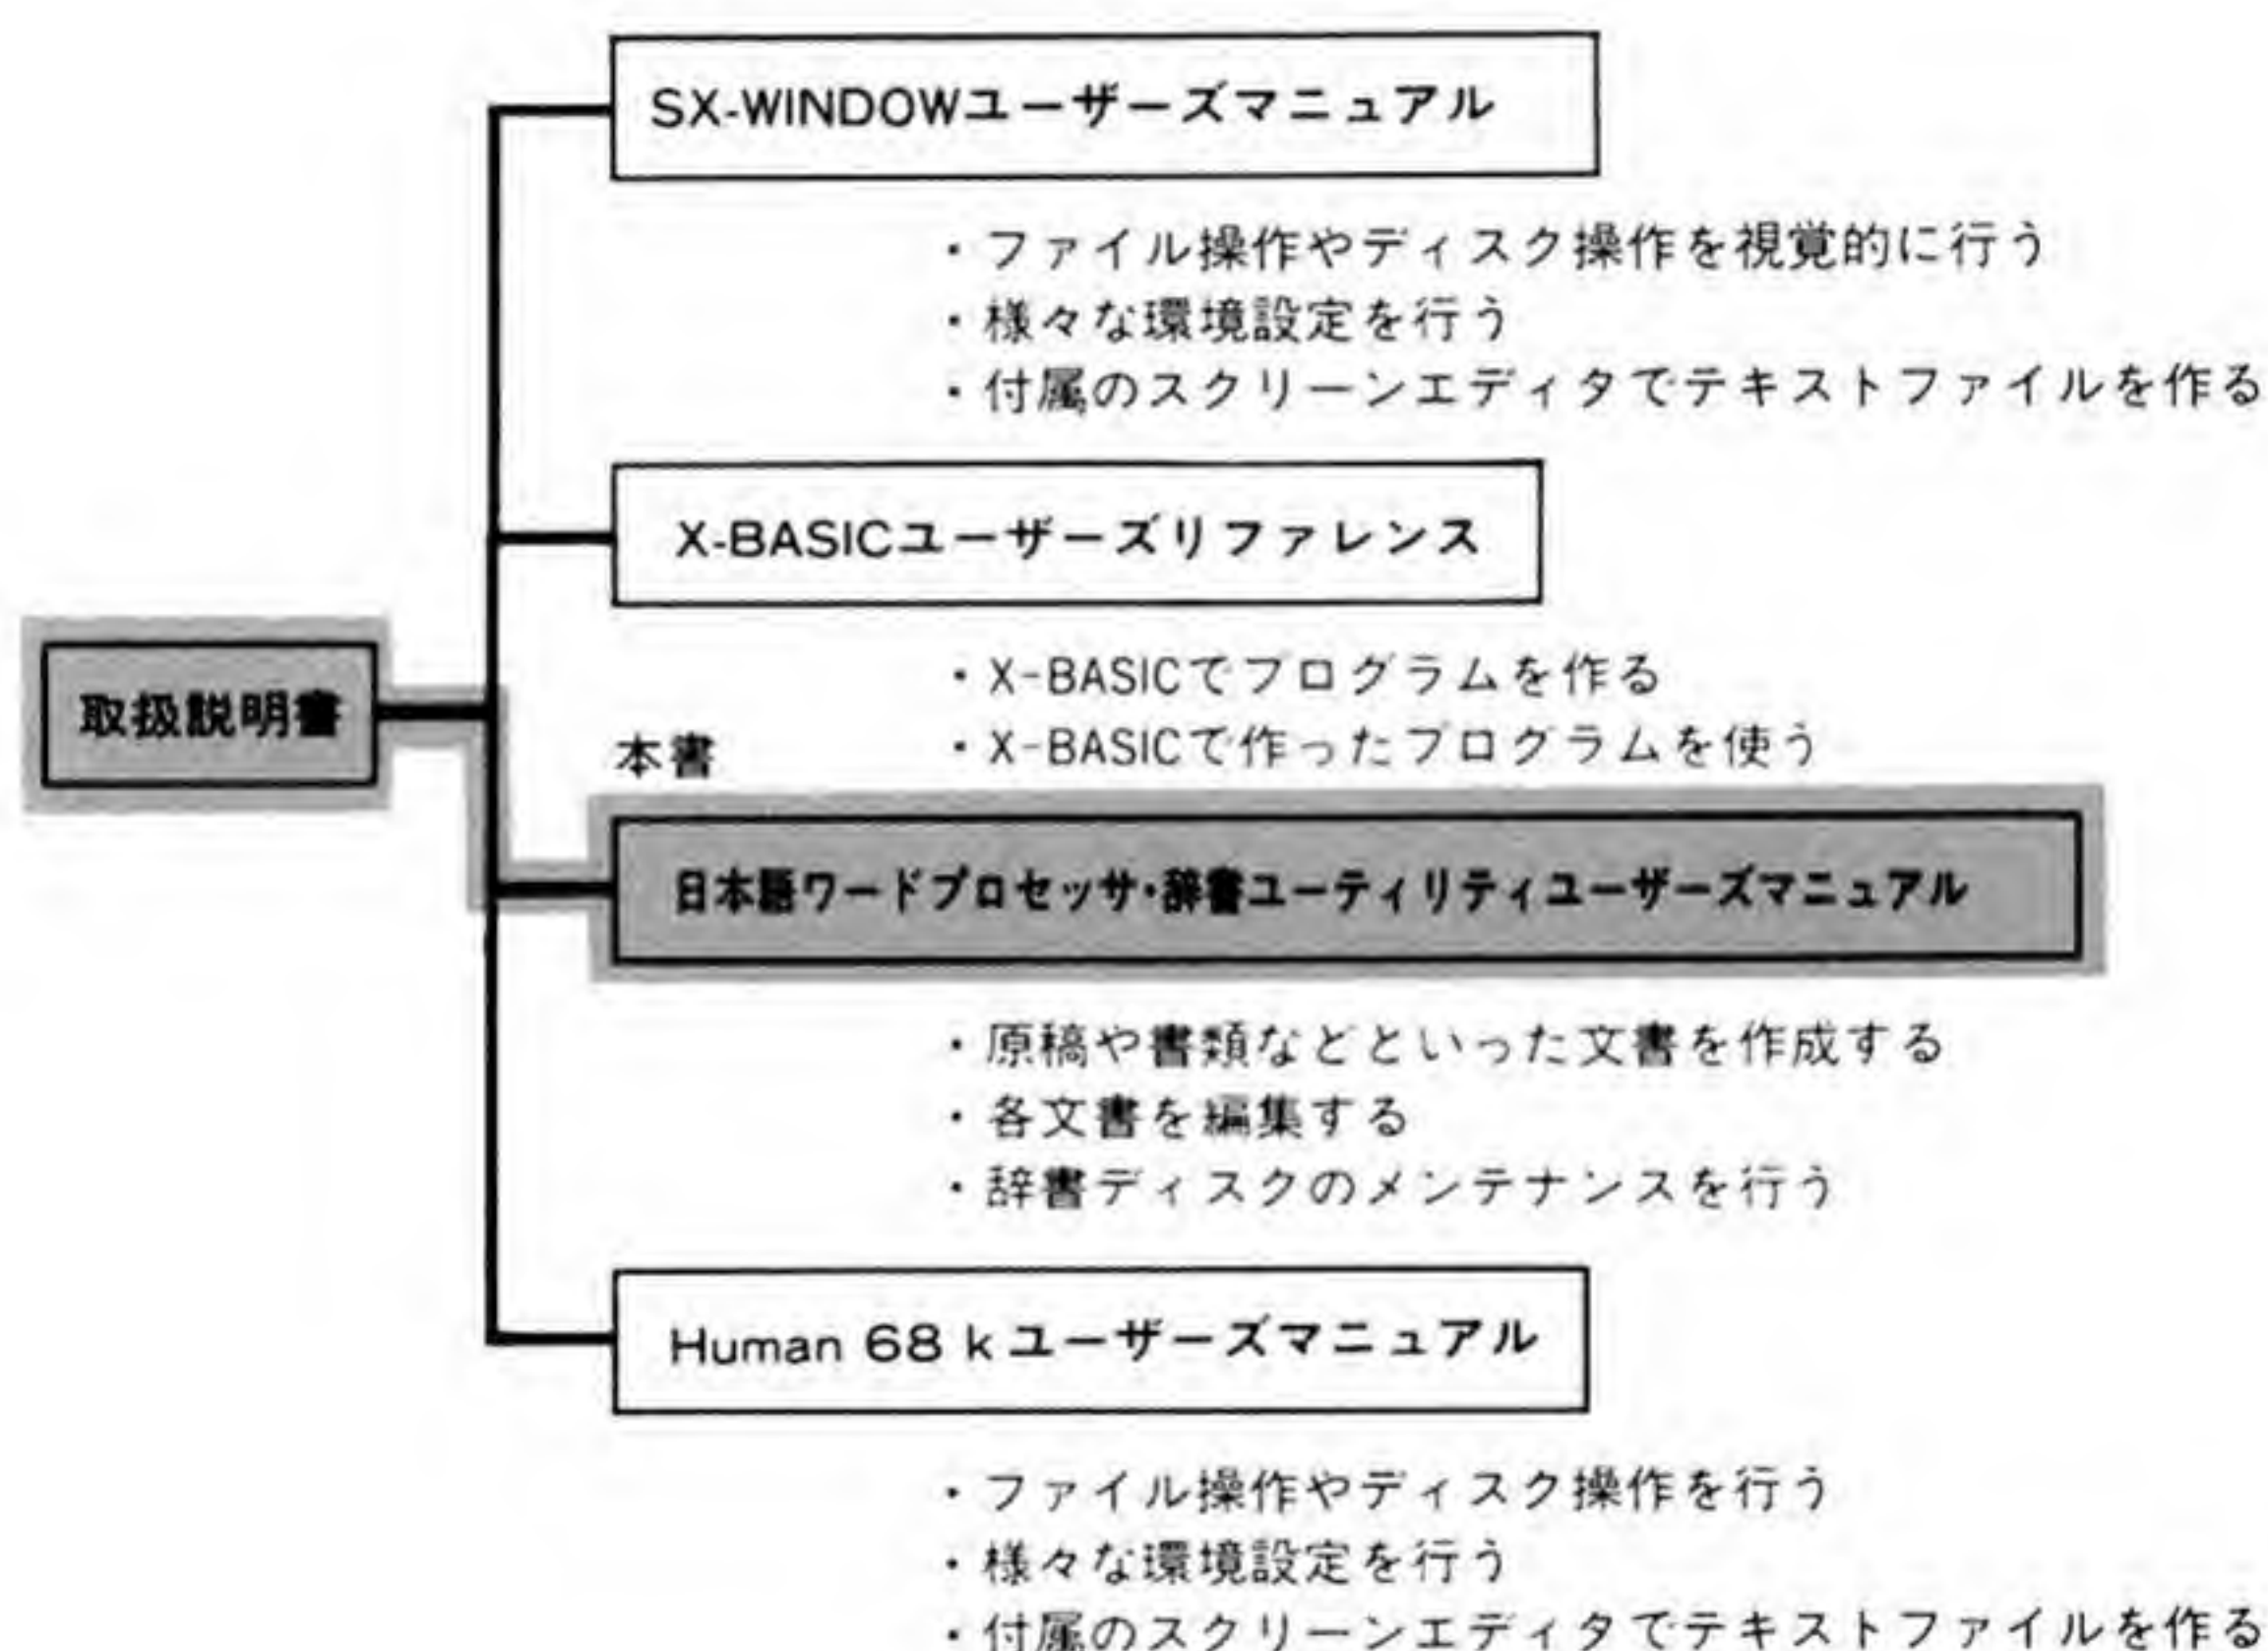 SX-WINDOWユーザーズマニュアル
・ファイル操作やディスク操作を視覚的に行う
・様々な環境設定を行う
・付属のスクリーンエディタでテキストファイルを作る
X-BASICユーザーズリファレンス
取扱説明書
・X-BASICでプログラムを作る
・X-BASICで作ったプログラムを使う
本書
日本語ワードプロセッサ・辞書ユーティリティユーザーズマニュアル
・原稿や書類などといった文書を作成する
・各文書を編集する
・辞書ディスクのメンテナンスを行う
Human 68 k ユーザーズマニュアル
・ファイル操作やディスク操作を行う
・様々な環境設定を行う
・付属のスクリーンエディタでテキストファイルを作る